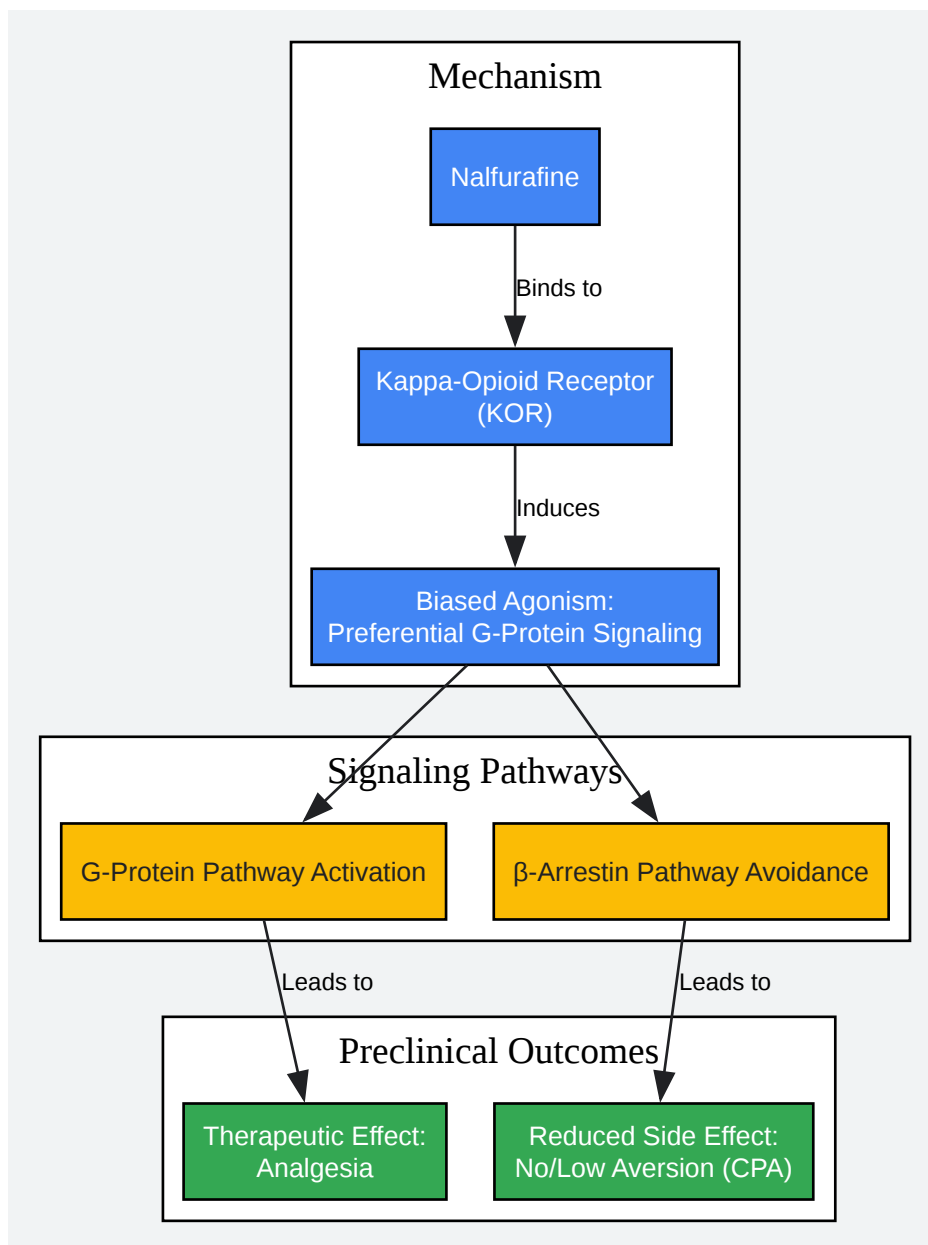 Mechanism
Nalfurafine
Binds to
Kappa-Opioid Receptor
(KOR)
Induces
Biased Agonism:
Preferential G-Protein Signaling
Signaling Pathways
G-Protein Pathway Activation
β-Arrestin Pathway Avoidance
Leads to
Leads to
Preclinical Outcomes
Therapeutic Effect:
Analgesia
Reduced Side Effect:
No/Low Aversion (CPA)